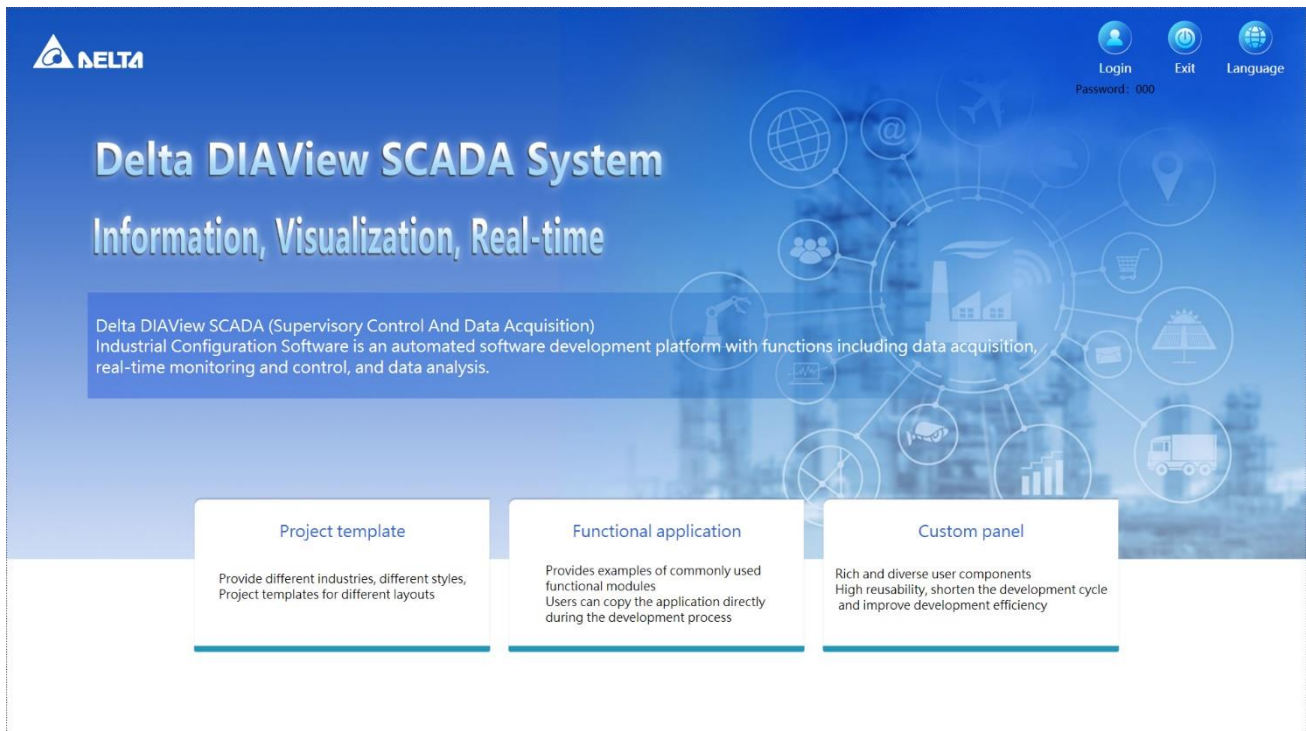 DELTA
Login
Exit
Language
Password: 000
Delta DIAView SCADA System
Information, Visualization, Real-time
Delta DIAView SCADA (Supervisory Control And Data Acquisition)
Industrial Configuration Software is an automated software development platform with functions including data acquisition,
real-time monitoring and control, and data analysis.
Project template
Provide different industries, different styles,
Project templates for different layouts
Functional application
Provides examples of commonly used
functional modules
Users can copy the application directly
during the development process
Custom panel
Rich and diverse user components
High reusability, shorten the development cycle
and improve development efficiency